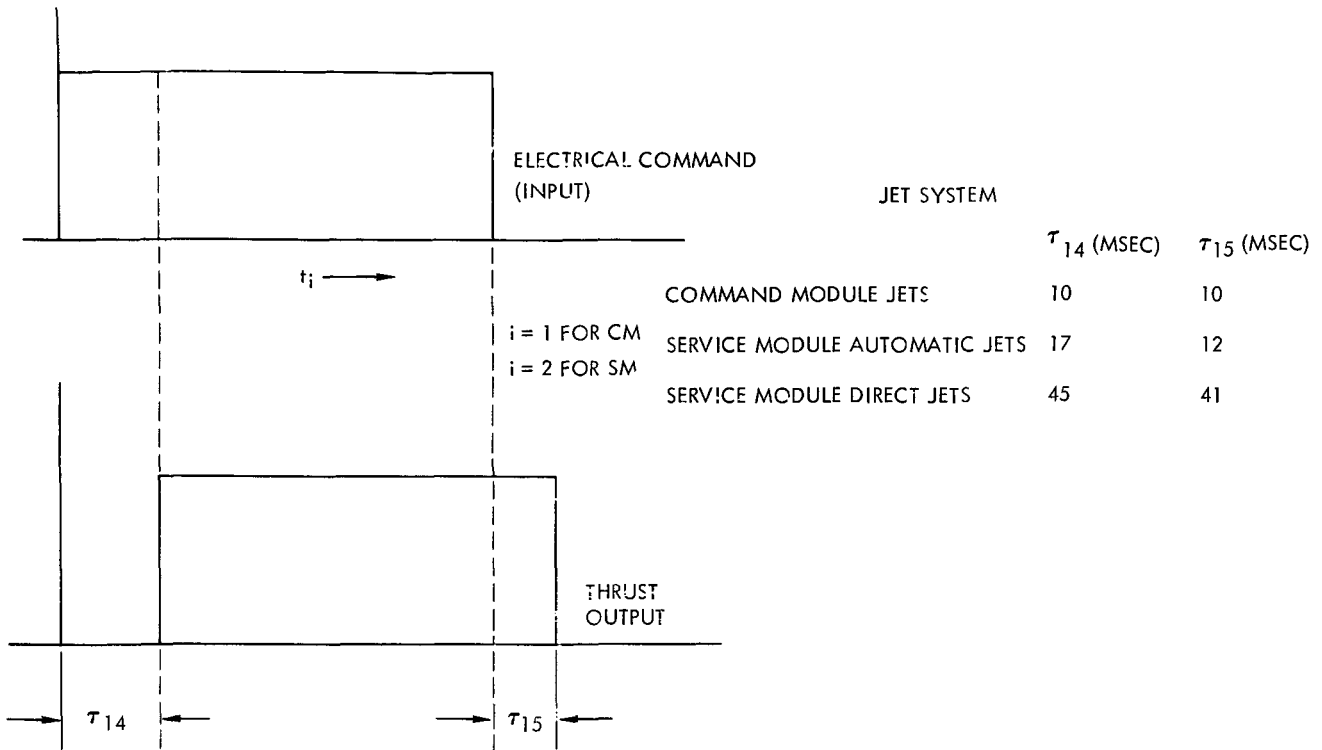 ELECTRICAL COMMAND
(INPUT)
JET SYSTEM
τ14 (MSEC) τ15 (MSEC)
tᵢ
COMMAND MODULE JETS 10 10
i = 1 FOR CM
SERVICE MODULE AUTOMATIC JETS 17 12
i = 2 FOR SM
SERVICE MODULE DIRECT JETS 45 41
THRUST
OUTPUT
τ14
τ15